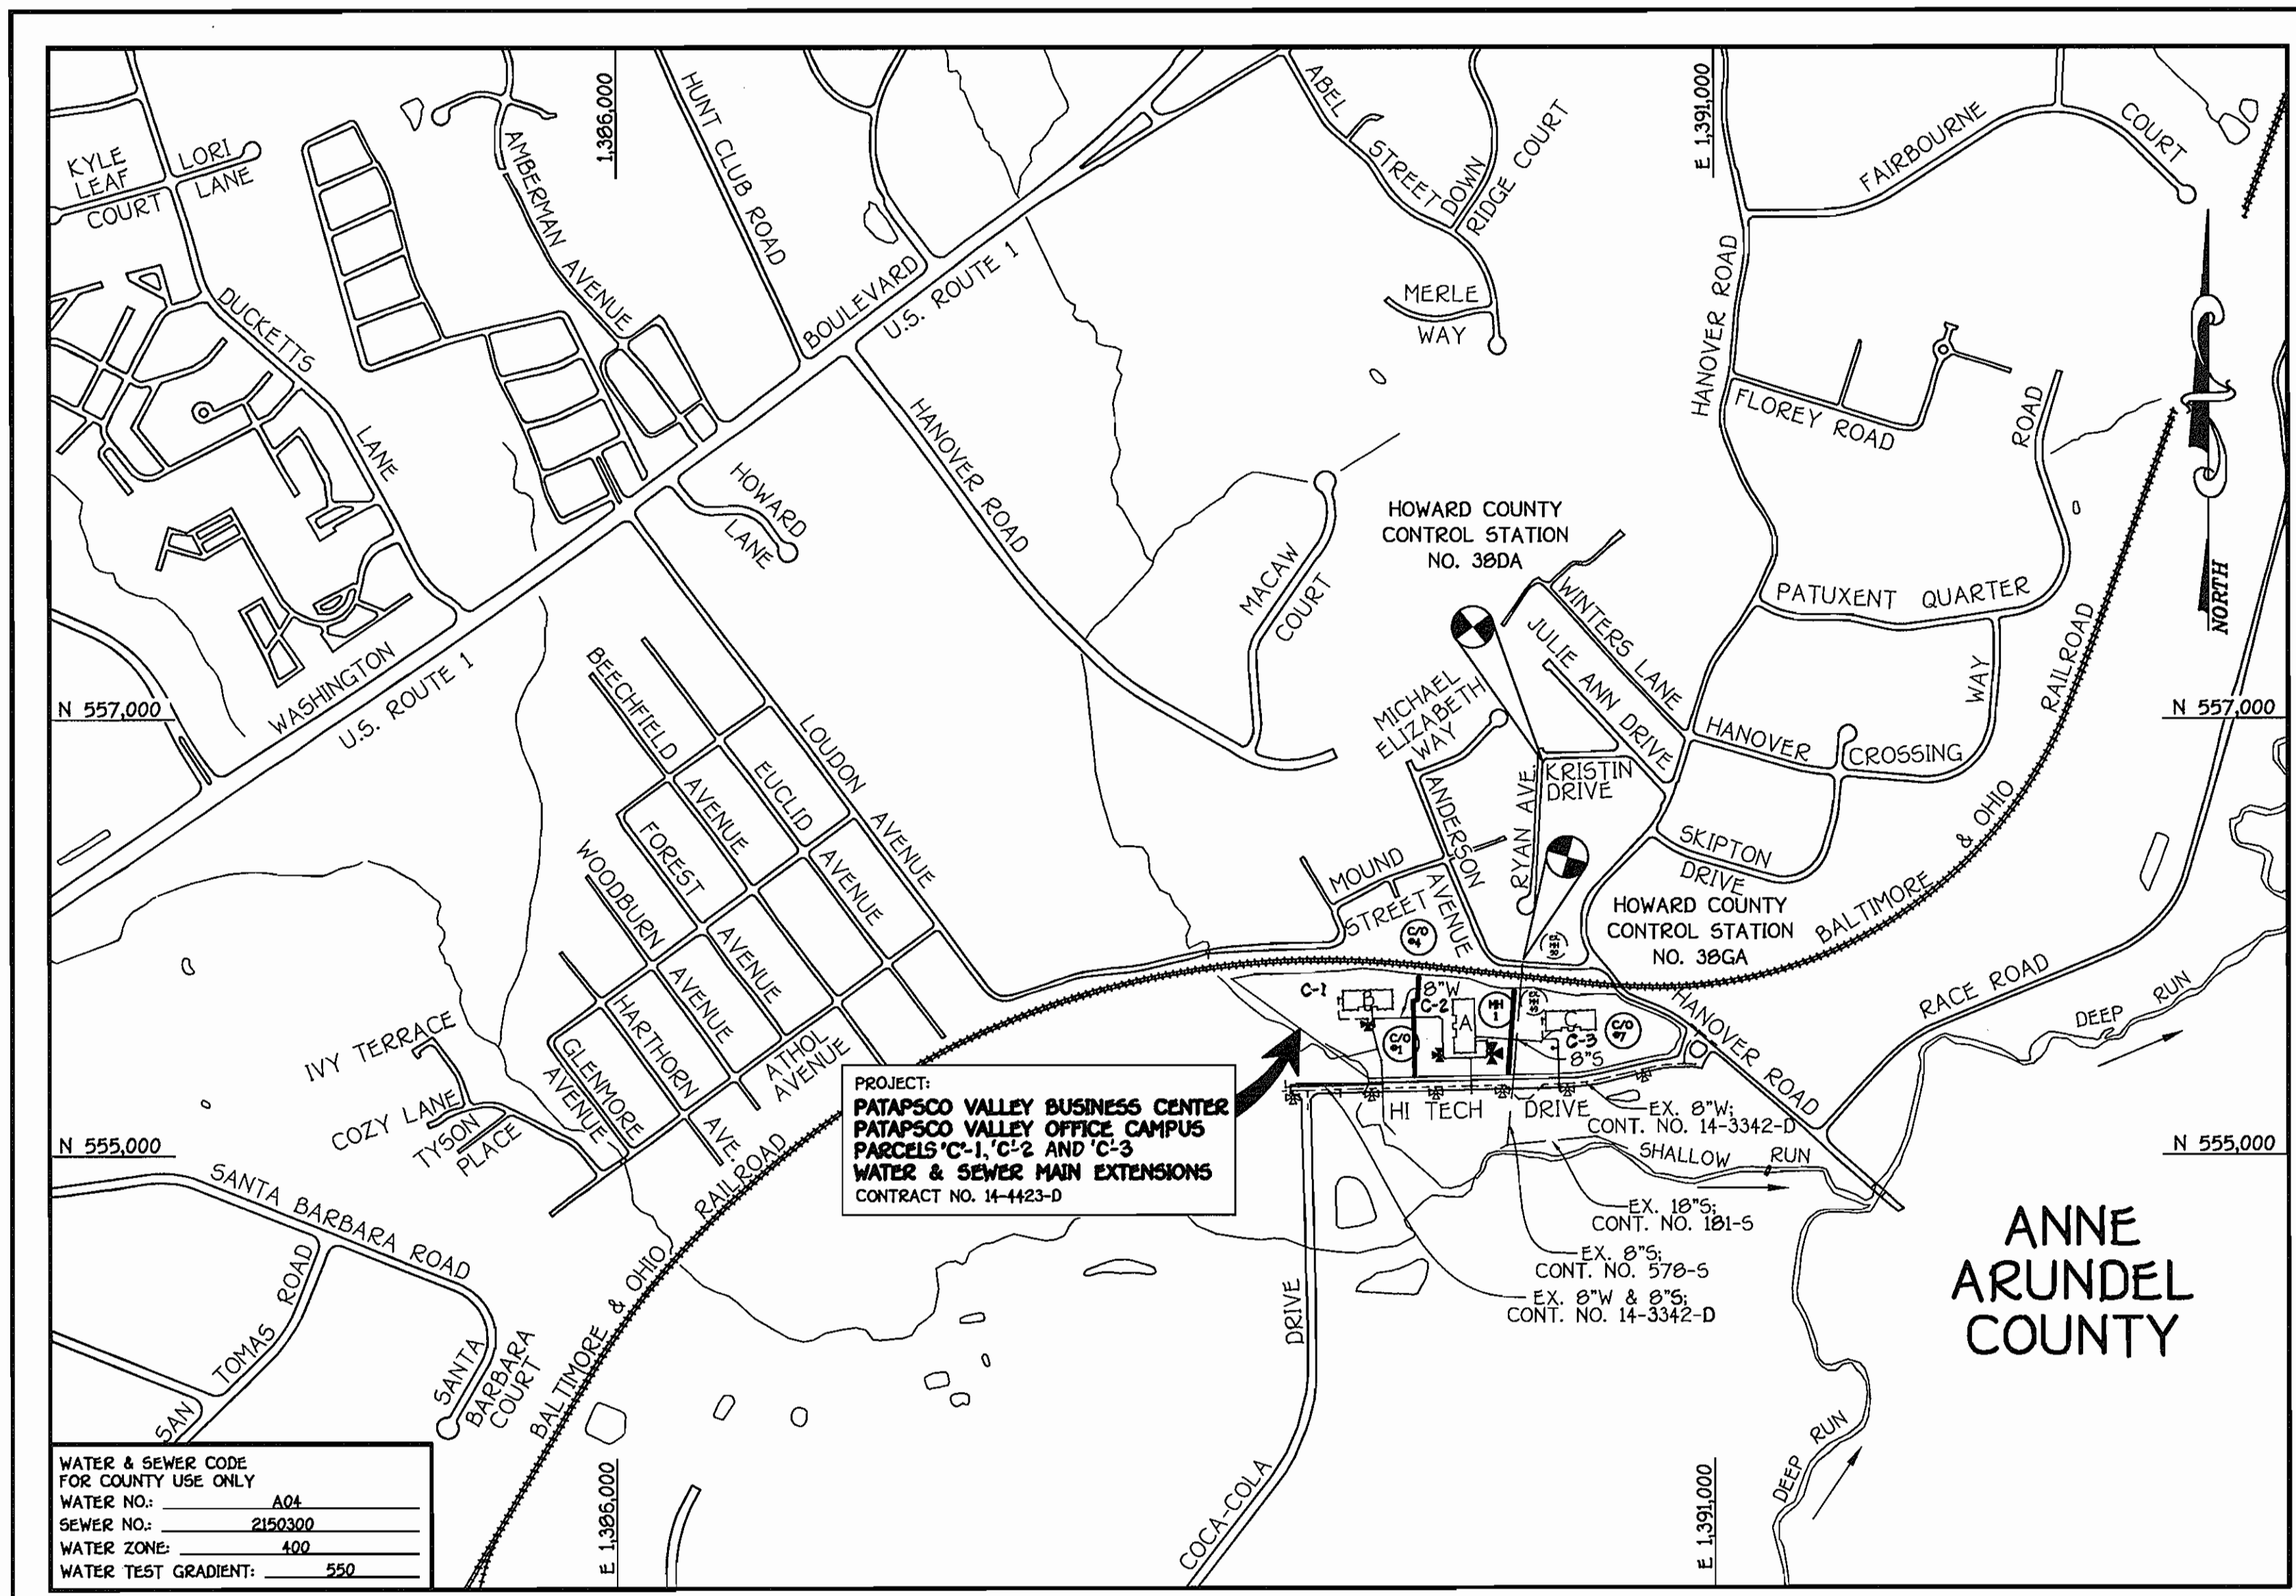 KYLE
LEAF
COURT
LORI
LANE
1,386,000
AMBERMAN AVENUE
HUNT CLUB ROAD
BOULEVARD
U.S. ROUTE 1
ABEL
STREET
DOWN
RIDGE COURT
E 1,391,000
FAIRBOURNE
COURT
HANOVER ROAD
MERLE
WAY
DUCKETTS
LANE
HANOVER ROAD
FLOREY ROAD
ROAD
HOWARD
LANE
HOWARD COUNTY
CONTROL STATION
NO. 38DA
MACAW
COURT
WINTERS LANE
JULIE ANN DRIVE
PATUXENT QUARTER
NORTH
N 557,000
WASHINGTON
U.S. ROUTE 1
BEECHFIELD
AVENUE
EUCLID
AVENUE
LOUDON AVENUE
MICHAEL
ELIZABETH
WAY
HANOVER
CROSSING
WAY
RAILROAD
N 557,000
KRISTIN
DRIVE
ANDERSON
AVENUE
RYAN AVE.
SKIPTON
DRIVE
BALTIMORE & OHIO
FOREST
AVENUE
WOODBURN
AVENUE
MOUND
STREET
HOWARD COUNTY
CONTROL STATION
NO. 38GA
C/O
#4
C-1
B
8"W
C-2
A
MH
1
C
C-3
C/O
#7
C/O
#1
8"S
HANOVER ROAD
RACE ROAD
DEEP RUN
IVY TERRACE
COZY LANE
TYSON
PLACE
GLENMORE
AVENUE
HARTHORN
AVE.
ATHOL
AVENUE
PROJECT:
PATAPSCO VALLEY BUSINESS CENTER
PATAPSCO VALLEY OFFICE CAMPUS
PARCELS 'C'-1, 'C'-2 AND 'C'-3
WATER & SEWER MAIN EXTENSIONS
CONTRACT NO. 14-4423-D
HI TECH DRIVE
EX. 8"W;
CONT. NO. 14-3342-D
SHALLOW RUN
N 555,000
N 555,000
EX. 18"S;
CONT. NO. 181-S
EX. 8"S;
CONT. NO. 578-S
EX. 8"W & 8"S;
CONT. NO. 14-3342-D
ANNE
ARUNDEL
COUNTY
SANTA BARBARA ROAD
SAN TOMAS ROAD
SANTA
BARBARA
COURT
BALTIMORE & OHIO RAILROAD
COCA-COLA DRIVE
DEEP RUN
E 1,386,000
E 1,391,000
WATER & SEWER CODE
FOR COUNTY USE ONLY
WATER NO.: A04
SEWER NO.: 2150300
WATER ZONE: 400
WATER TEST GRADIENT: 550